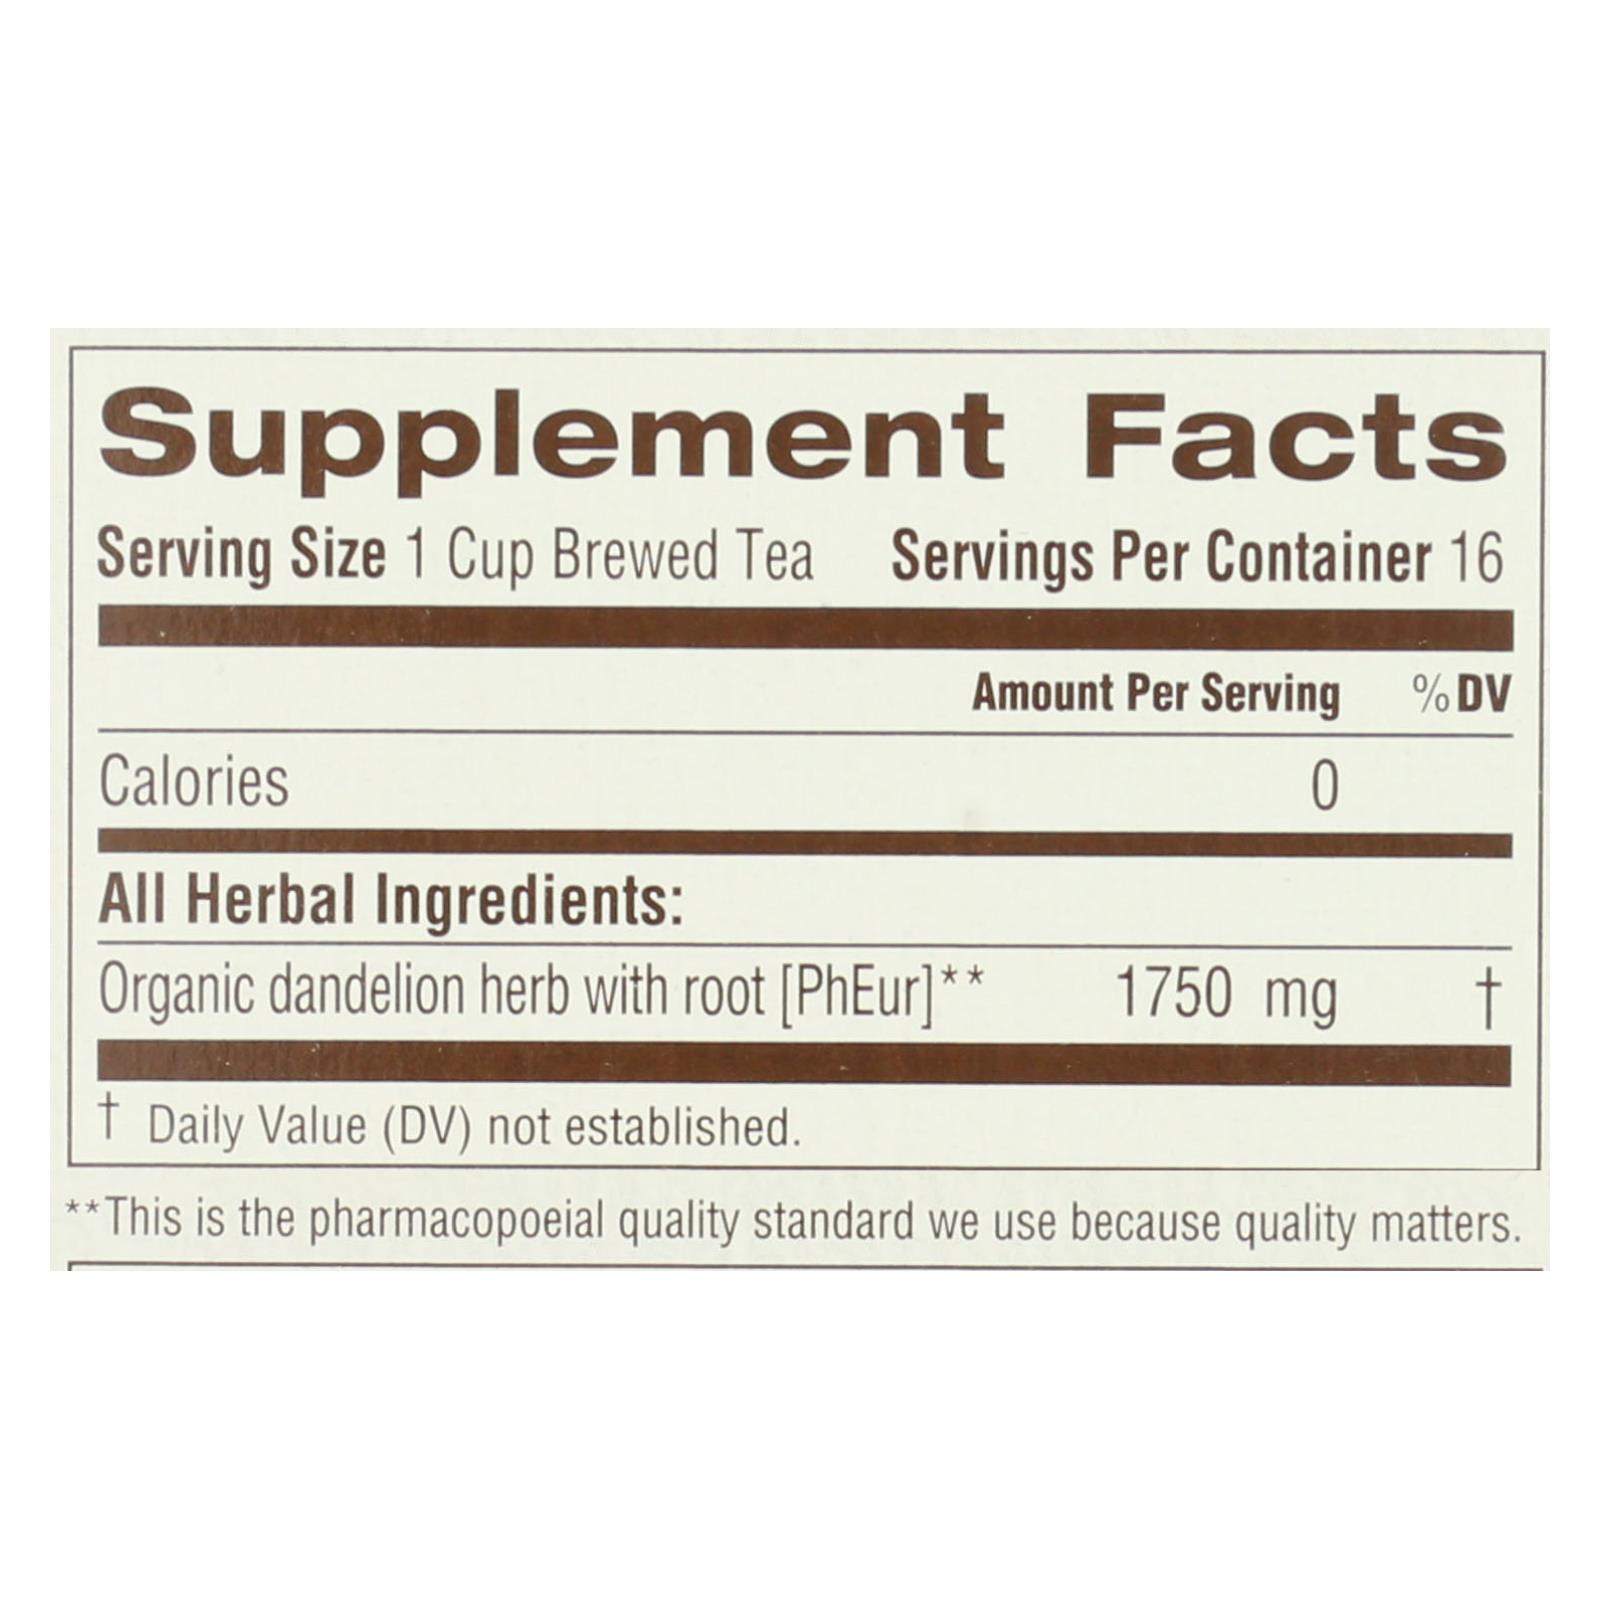 Supplement Facts
Serving Size 1 Cup Brewed Tea Servings Per Container 16
Amount Per Serving %DV
Calories 0
All Herbal Ingredients:
Organic dandelion herb with root [PhEur]** 1750 mg †
† Daily Value (DV) not established.
**This is the pharmacopoeial quality standard we use because quality matters.